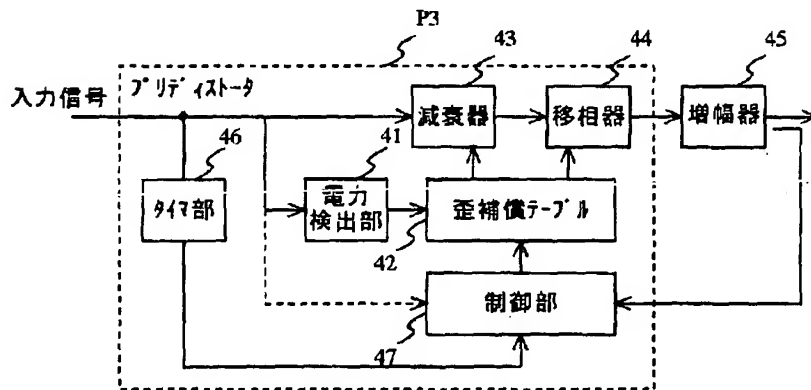 P3
43
44
45
入力信号
プリディストータ
減衰器
移相器
増幅器
46
41
タイマ部
電力
検出部
歪補償テーブル
42
制御部
47